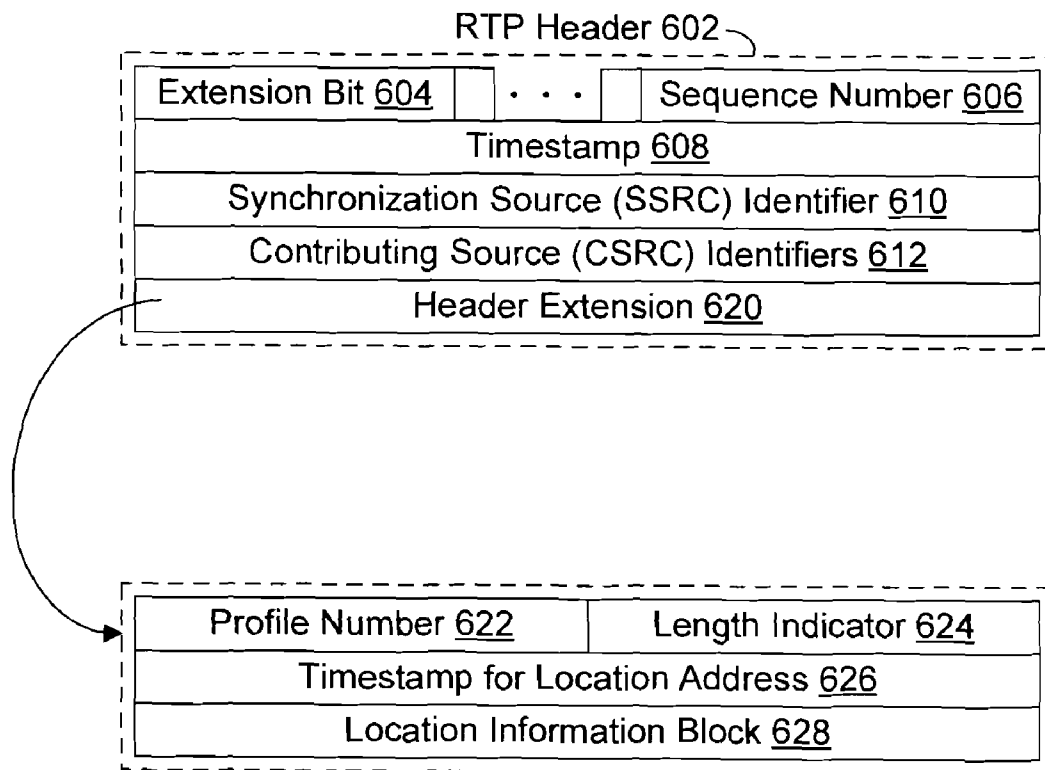 RTP Header 602
Extension Bit 604 . . . Sequence Number 606
Timestamp 608
Synchronization Source (SSRC) Identifier 610
Contributing Source (CSRC) Identifiers 612
Header Extension 620
Profile Number 622 Length Indicator 624
Timestamp for Location Address 626
Location Information Block 628